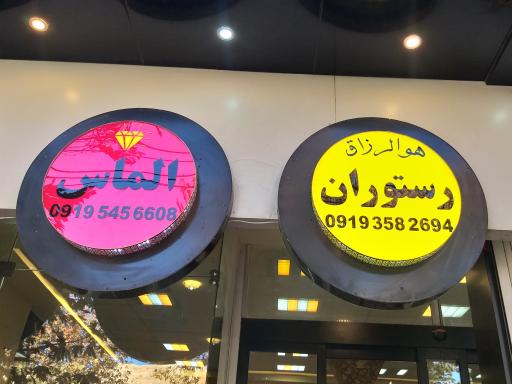 هوالرزاق
رستوران
0919 358 2694
الماس
0919 545 6608